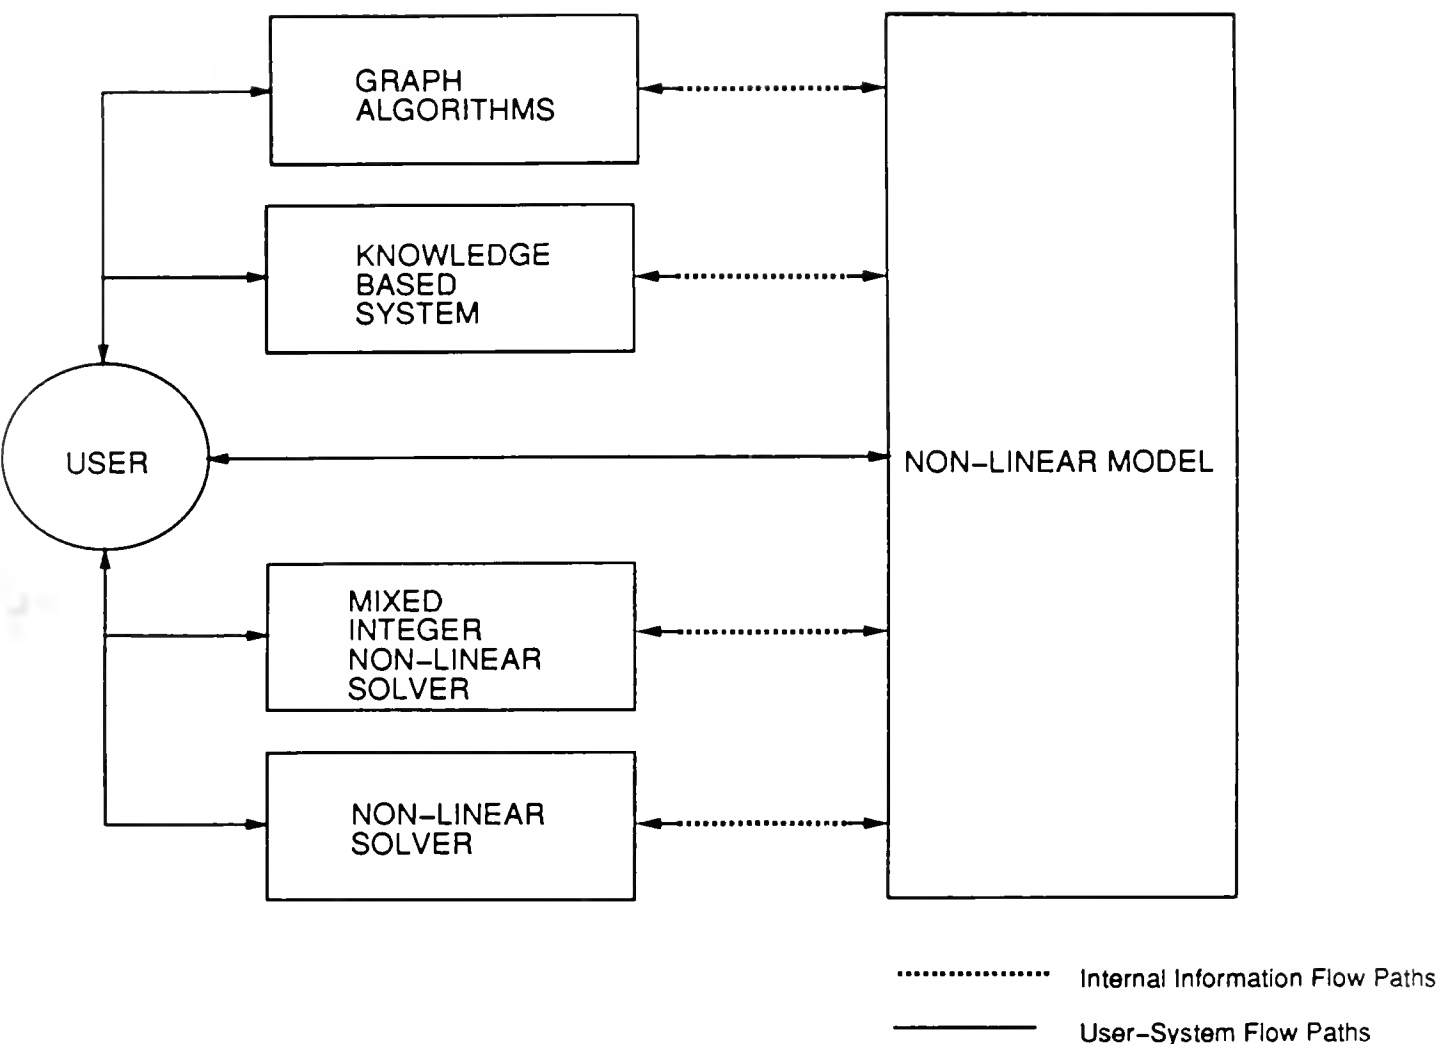 GRAPH
ALGORITHMS
KNOWLEDGE
BASED
SYSTEM
USER
NON–LINEAR MODEL
MIXED
INTEGER
NON–LINEAR
SOLVER
NON–LINEAR
SOLVER
Internal Information Flow Paths
User–System Flow Paths